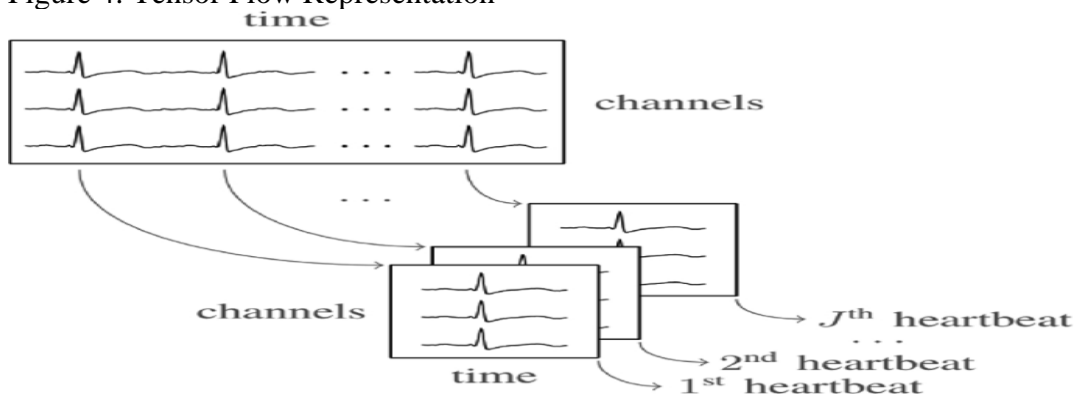 Figure 4: Tensor Flow Representation
time
channels
. . .
. . .
channels
time
Jth heartbeat
. . .
2nd heartbeat
1st heartbeat